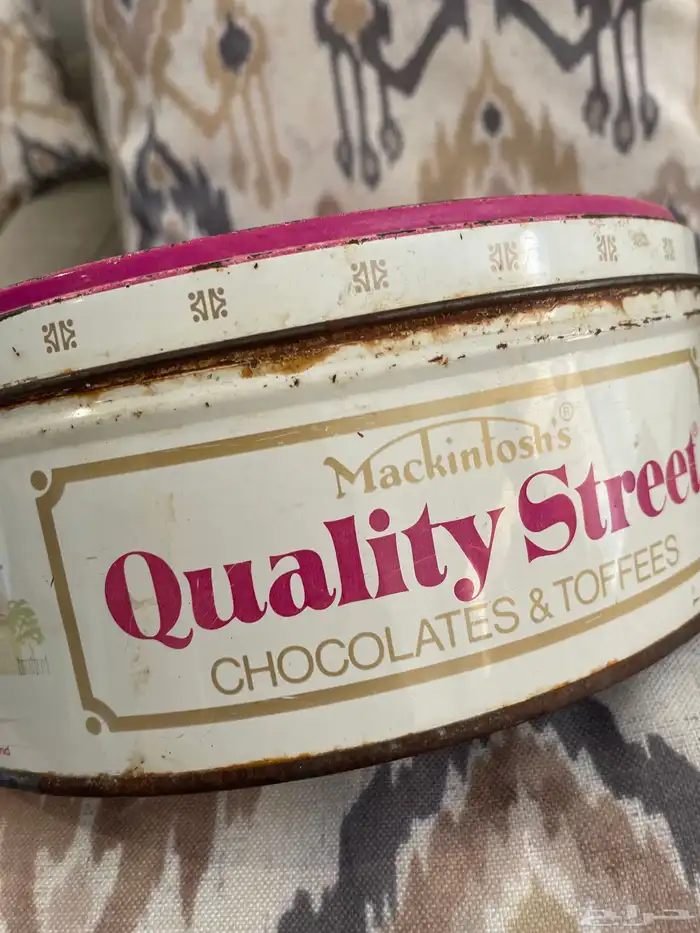 Mackintosh's®
Quality Street®
CHOCOLATES & TOFFEES
حراج